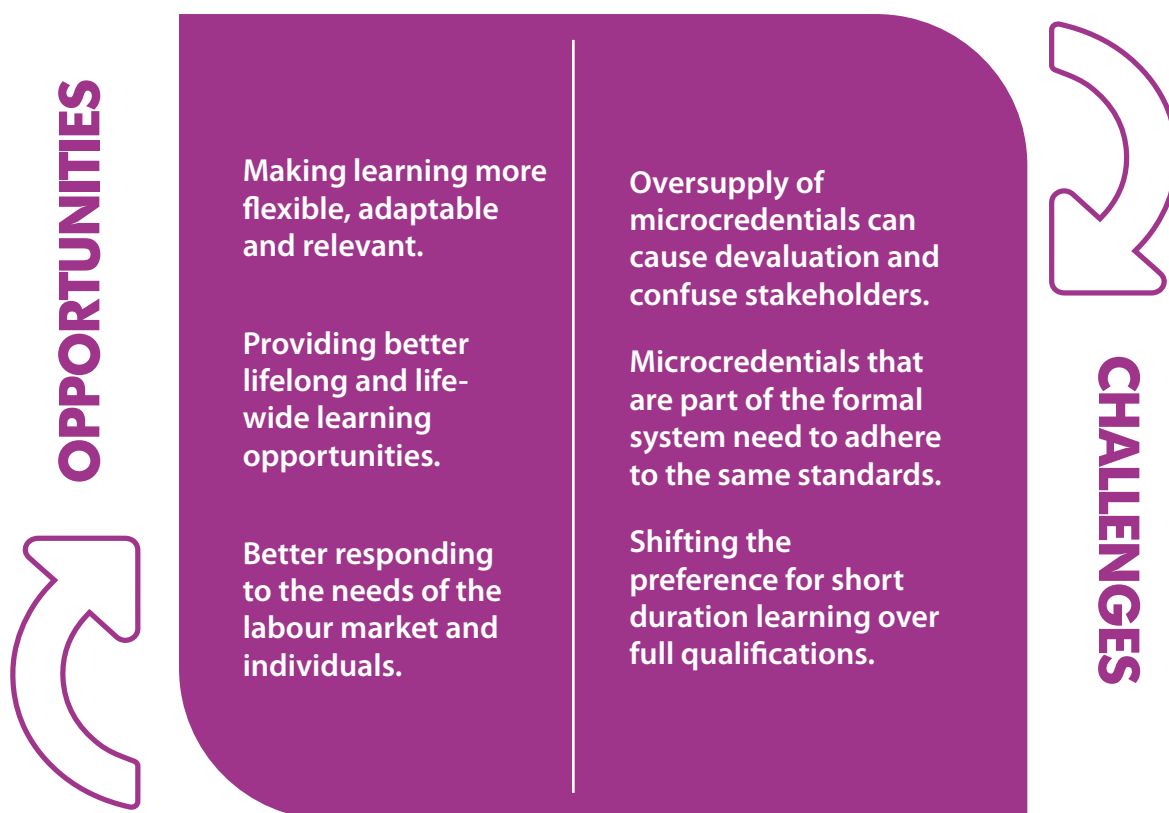 OPPORTUNITIES
Making learning more
flexible, adaptable
and relevant.
Providing better
lifelong and life-
wide learning
opportunities.
Better responding
to the needs of the
labour market and
individuals.
Oversupply of
microcredentials can
cause devaluation and
confuse stakeholders.
Microcredentials that
are part of the formal
system need to adhere
to the same standards.
Shifting the
preference for short
duration learning over
full qualifications.
CHALLENGES